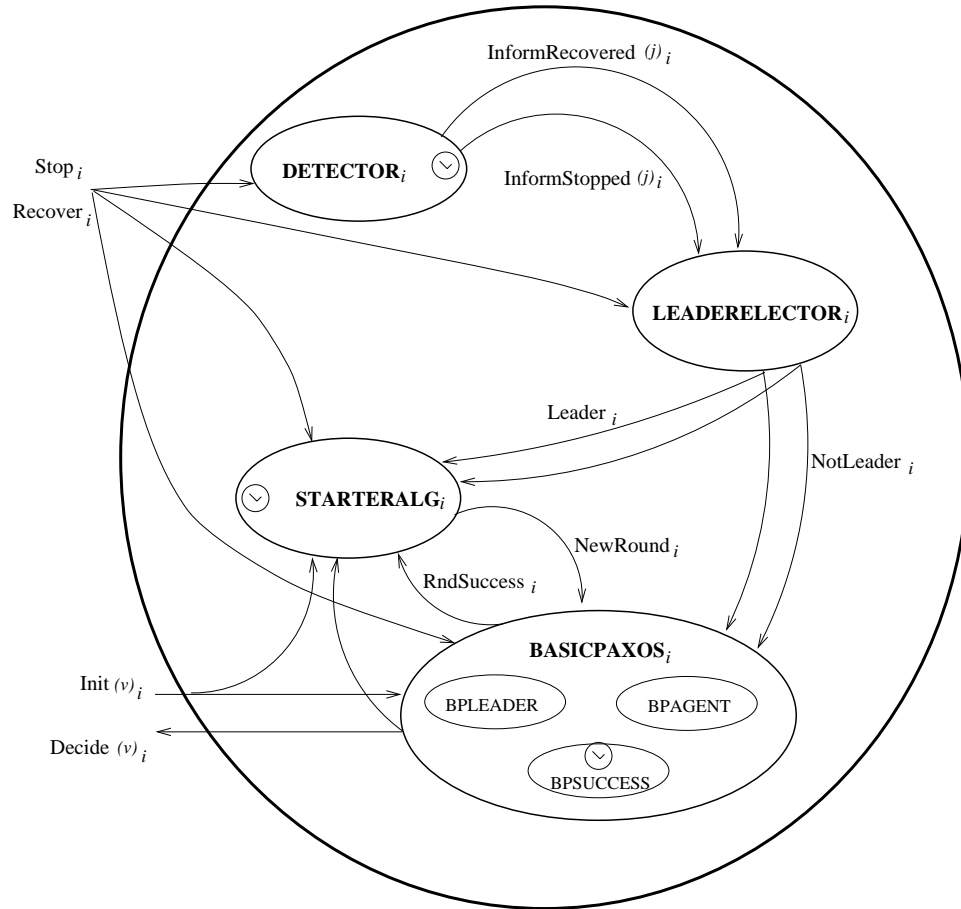 InformRecovered (j) i
Stop i
DETECTOR i
InformStopped (j) i
Recover i
LEADERELECTOR i
Leader i
NotLeader i
STARTERALG i
NewRound i
RndSuccess i
BASICPAXOS i
Init (v) i
BPLEADER
BPAGENT
Decide (v) i
BPSUCCESS